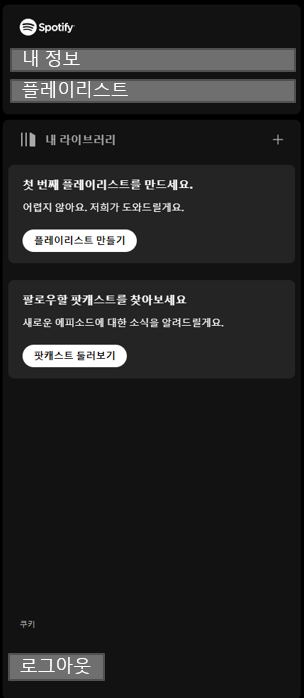 Spotify
내 정보
플레이리스트
내 라이브러리
첫 번째 플레이리스트를 만드세요.
어렵지 않아요. 저희가 도와드릴게요.
플레이리스트 만들기
팔로우할 팟캐스트를 찾아보세요
새로운 에피소드에 대한 소식을 알려드릴게요.
팟캐스트 둘러보기
쿠키
로그아웃